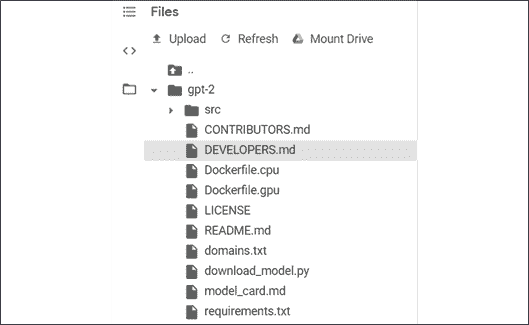 Files
Upload Refresh Mount Drive
..
gpt-2
src
CONTRIBUTORS.md
DEVELOPERS.md
Dockerfile.cpu
Dockerfile.gpu
LICENSE
README.md
domains.txt
download_model.py
model_card.md
requirements.txt